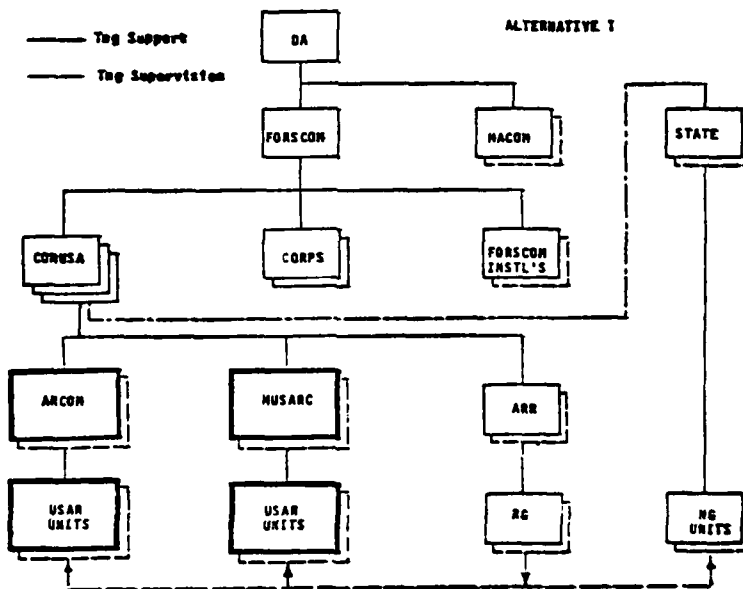 ALTERNATIVE I
Tng Support
Tng Supervision
DA
FORSCOM
MACOM
STATE
CONUSA
CORPS
FORSCOM
INSTL'S
ARCOM
MUSARC
ARR
USAR
UNITS
USAR
UNITS
RG
NG
UNITS